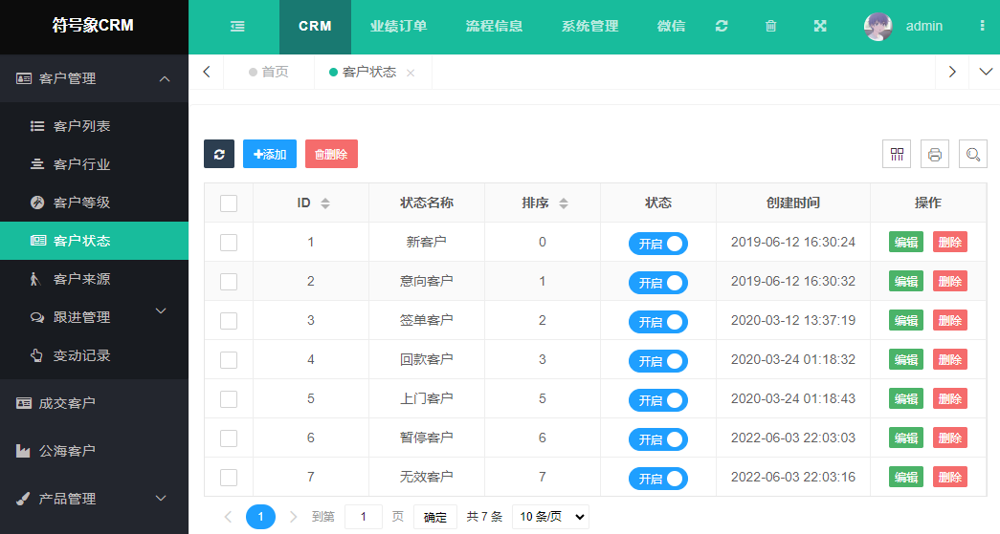 符号象CRM
CRM 业绩订单 流程信息 系统管理 微信 admin
客户管理
客户列表
客户行业
客户等级
客户状态
客户来源
跟进管理
变动记录
成交客户
公海客户
产品管理
首页 客户状态
添加 删除
ID 状态名称 排序 状态 创建时间 操作
1 新客户 0 开启 2019-06-12 16:30:24 编辑 删除
2 意向客户 1 开启 2019-06-12 16:30:32 编辑 删除
3 签单客户 2 开启 2020-03-12 13:37:19 编辑 删除
4 回款客户 3 开启 2020-03-24 01:18:32 编辑 删除
5 上门客户 5 开启 2020-03-24 01:18:43 编辑 删除
6 暂停客户 6 开启 2022-06-03 22:03:03 编辑 删除
7 无效客户 7 开启 2022-06-03 22:03:16 编辑 删除
1 到第 1 页 确定 共 7 条 10 条/页